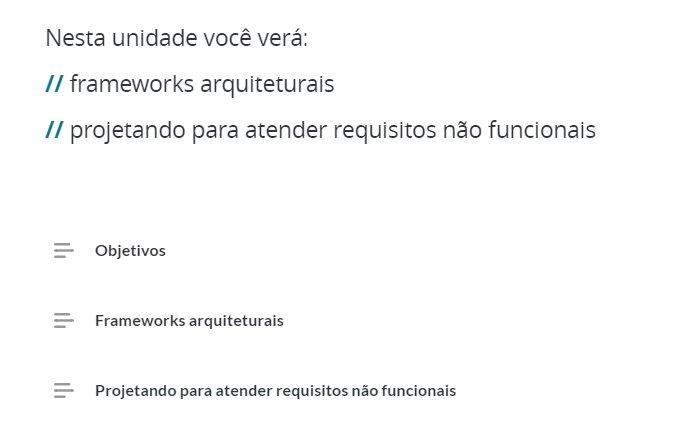 Nesta unidade você verá:
// frameworks arquiteturais
// projetando para atender requisitos não funcionais
Objetivos
Frameworks arquiteturais
Projetando para atender requisitos não funcionais